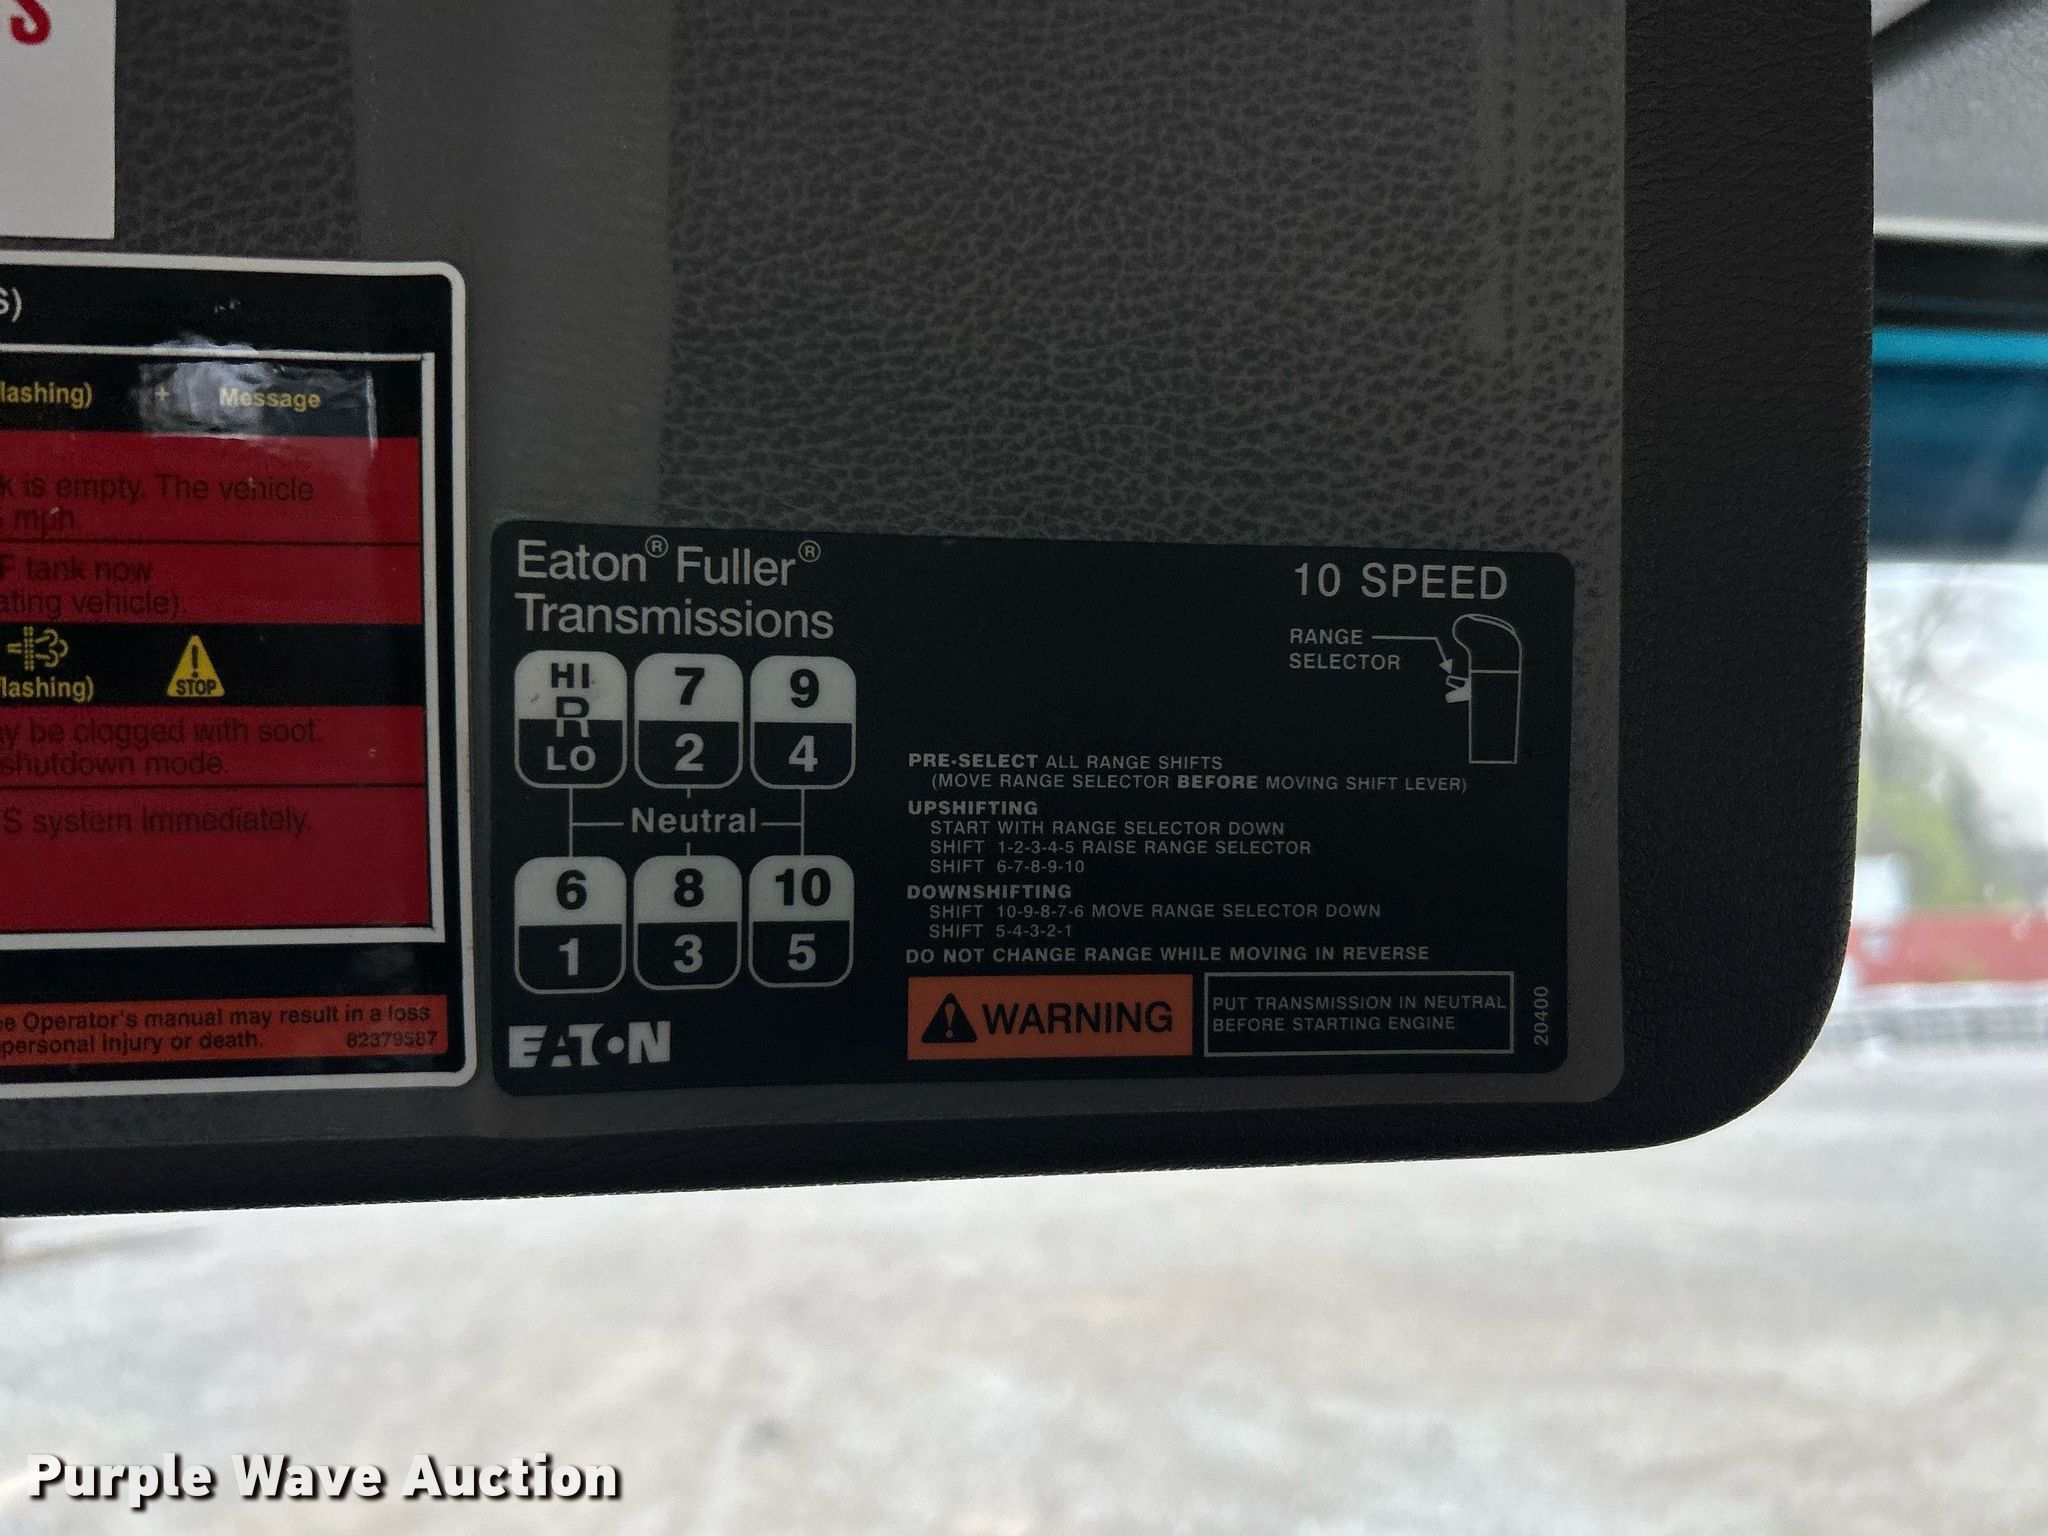 S)
lashing) + Message
k is empty. The vehicle
mph.
F tank now
ating vehicle).
lashing) STOP
y be clogged with soot.
shutdown mode.
S system immediately.
e Operator's manual may result in a loss
personal injury or death. 82379587
Eaton® Fuller®
Transmissions
10 SPEED
RANGE
SELECTOR
HI 7 9
R
LO 2 4
Neutral
6 8 10
1 3 5
EATON
PRE-SELECT ALL RANGE SHIFTS
(MOVE RANGE SELECTOR BEFORE MOVING SHIFT LEVER)
UPSHIFTING
START WITH RANGE SELECTOR DOWN
SHIFT 1-2-3-4-5 RAISE RANGE SELECTOR
SHIFT 6-7-8-9-10
DOWNSHIFTING
SHIFT 10-9-8-7-6 MOVE RANGE SELECTOR DOWN
SHIFT 5-4-3-2-1
DO NOT CHANGE RANGE WHILE MOVING IN REVERSE
WARNING
PUT TRANSMISSION IN NEUTRAL
BEFORE STARTING ENGINE
20400
Purple Wave Auction